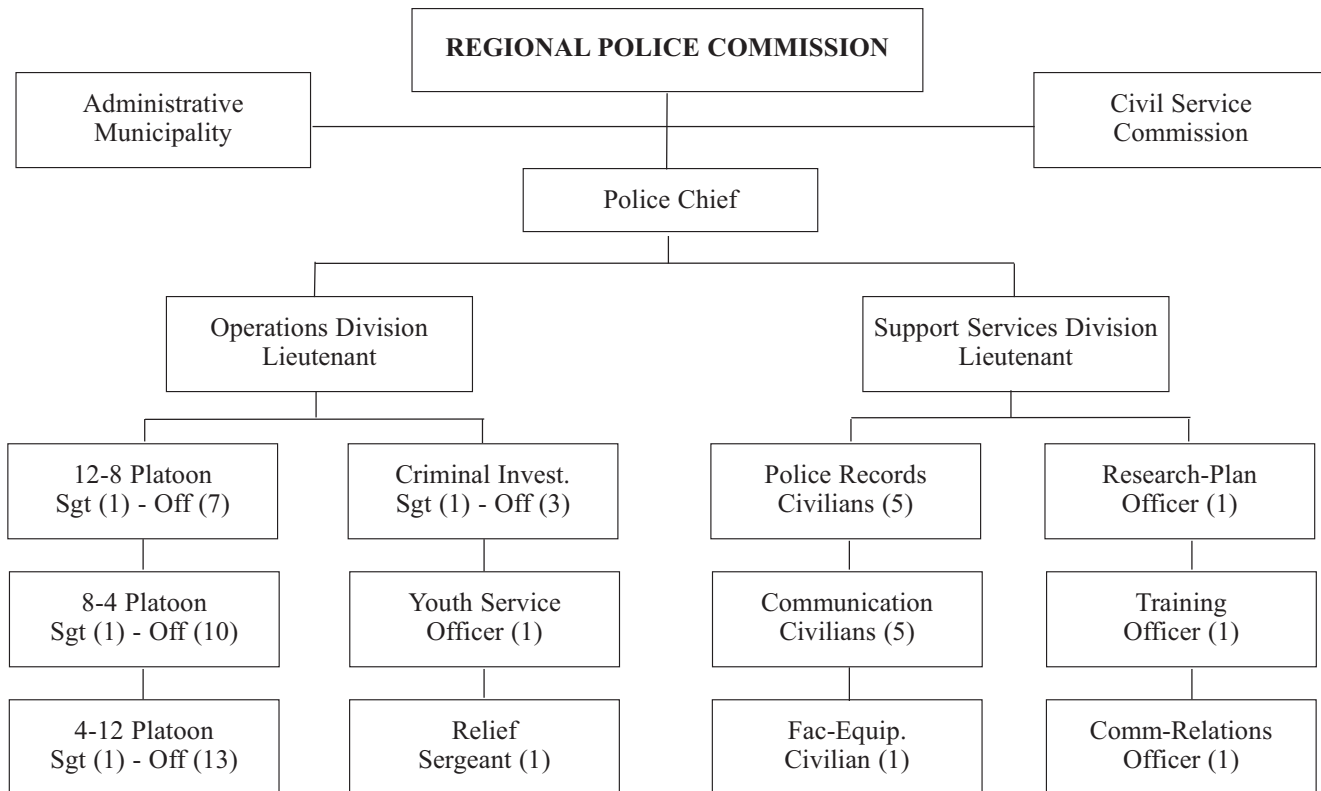 REGIONAL POLICE COMMISSION
Administrative
Municipality
Civil Service
Commission
Police Chief
Operations Division
Lieutenant
Support Services Division
Lieutenant
12-8 Platoon
Sgt (1) - Off (7)
Criminal Invest.
Sgt (1) - Off (3)
Police Records
Civilians (5)
Research-Plan
Officer (1)
8-4 Platoon
Sgt (1) - Off (10)
Youth Service
Officer (1)
Communication
Civilians (5)
Training
Officer (1)
4-12 Platoon
Sgt (1) - Off (13)
Relief
Sergeant (1)
Fac-Equip.
Civilian (1)
Comm-Relations
Officer (1)